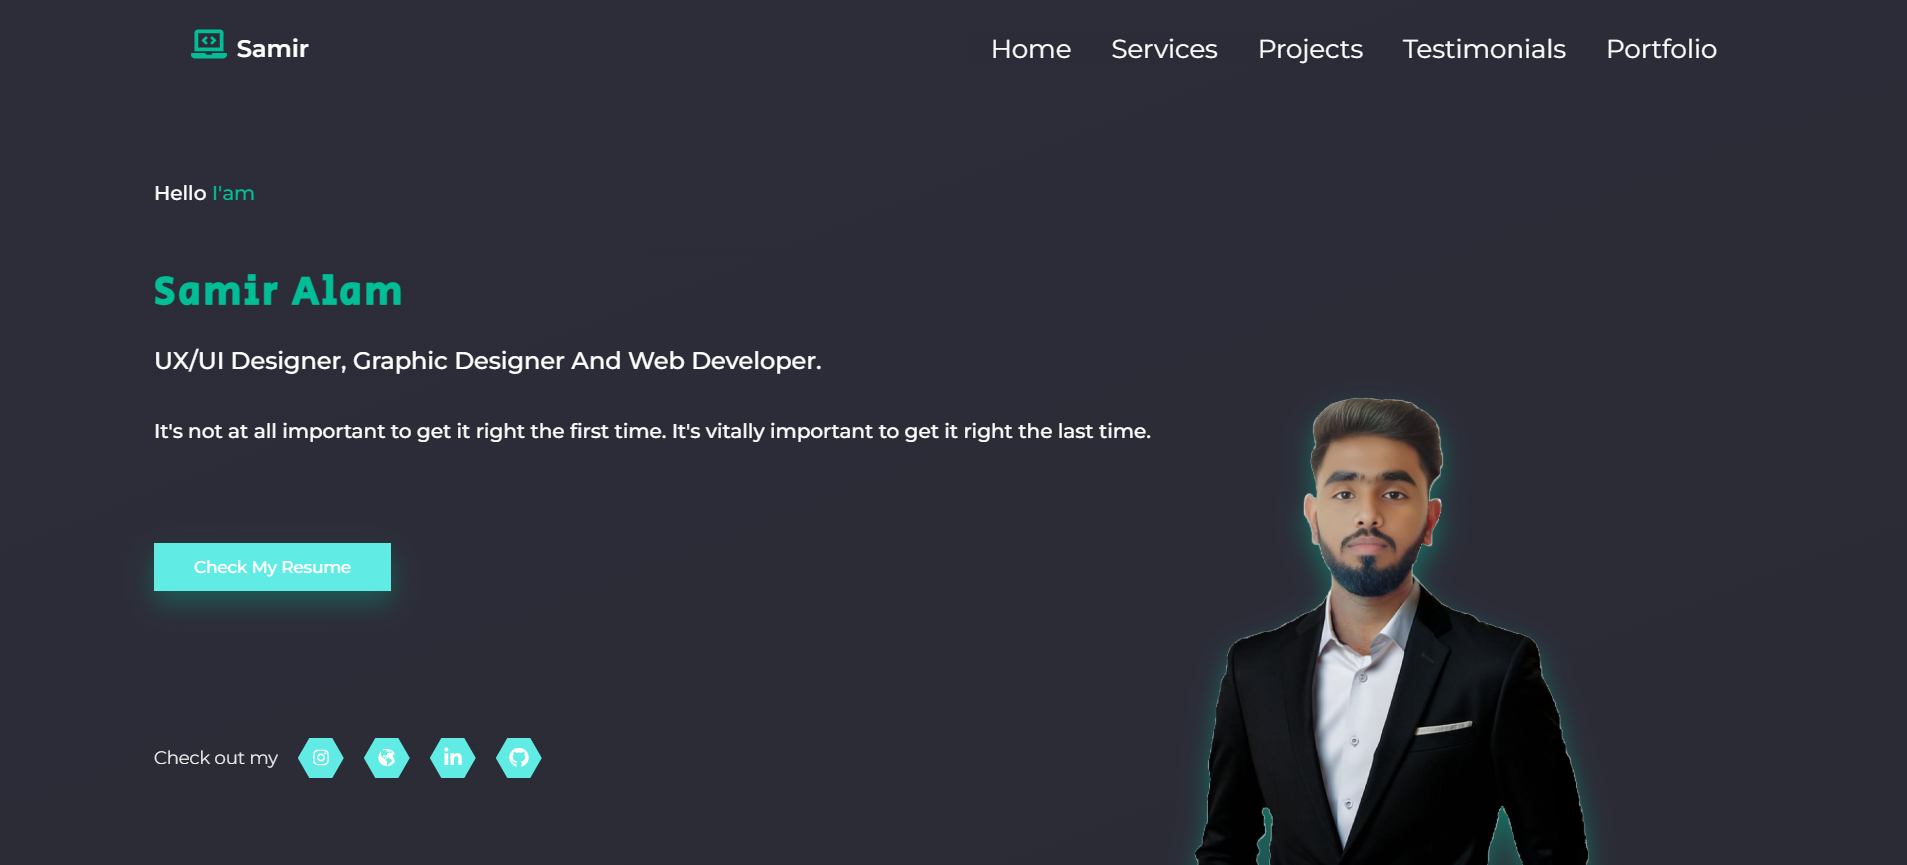 Samir
Home Services Projects Testimonials Portfolio
Hello I'am
Samir Alam
UX/UI Designer, Graphic Designer And Web Developer.
It's not at all important to get it right the first time. It's vitally important to get it right the last time.
Check My Resume
Check out my